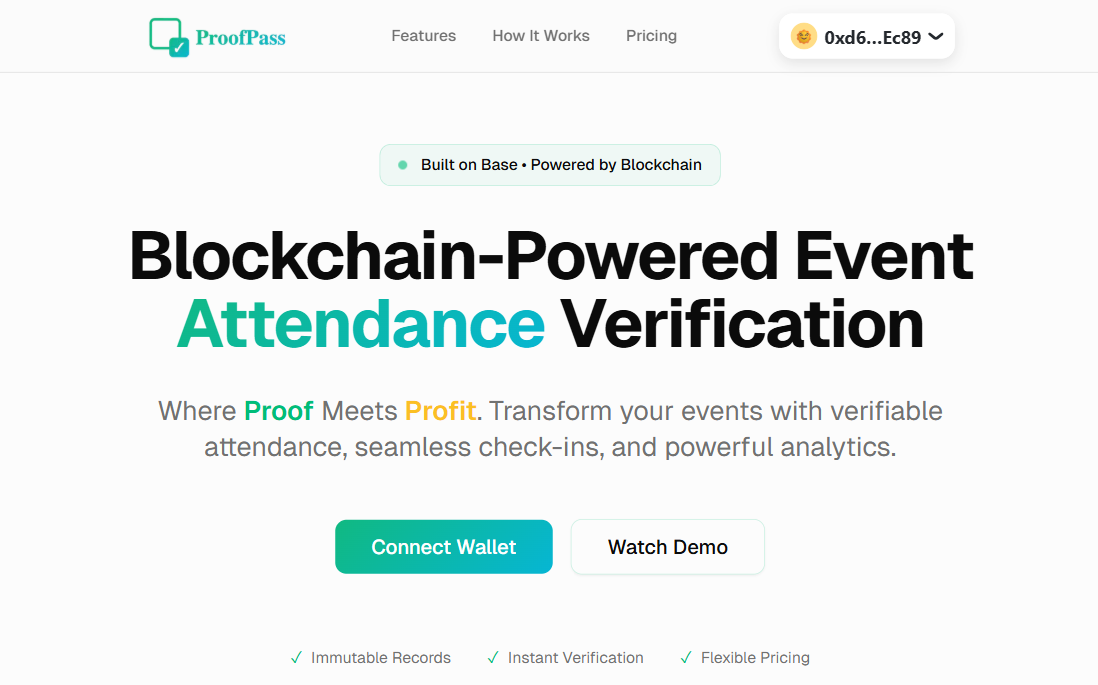 ProofPass
Features
How It Works
Pricing
0xd6...Ec89
Built on Base • Powered by Blockchain
Blockchain-Powered Event
Attendance Verification
Where Proof Meets Profit. Transform your events with verifiable
attendance, seamless check-ins, and powerful analytics.
Connect Wallet
Watch Demo
✓ Immutable Records
✓ Instant Verification
✓ Flexible Pricing